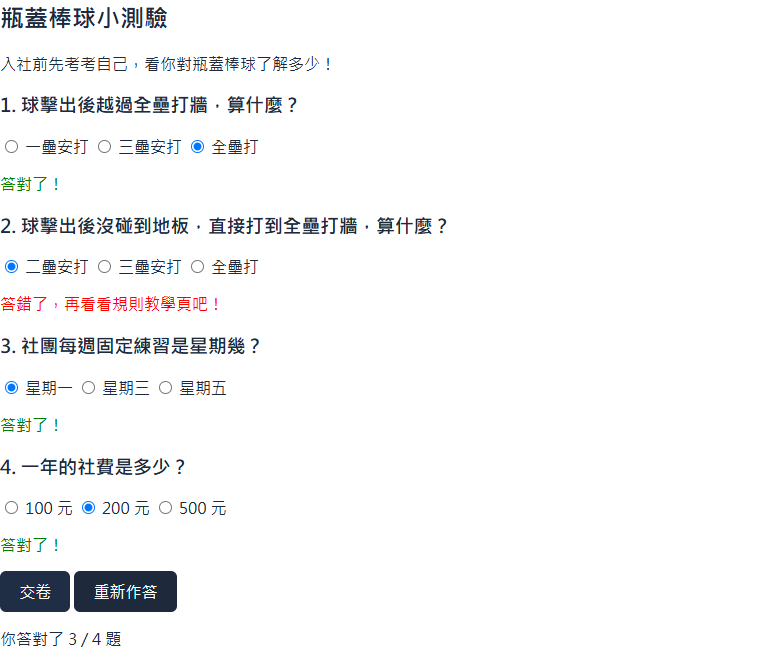 瓶蓋棒球小測驗
入社前先考考自己，看你對瓶蓋棒球了解多少！
1. 球擊出後越過全壘打牆，算什麼？
一壘安打 三壘安打 全壘打
答對了！
2. 球擊出後沒碰到地板，直接打到全壘打牆，算什麼？
二壘安打 三壘安打 全壘打
答錯了，再看看規則教學頁吧！
3. 社團每週固定練習是星期幾？
星期一 星期三 星期五
答對了！
4. 一年的社費是多少？
100 元 200 元 500 元
答對了！
交卷 重新作答
你答對了 3 / 4 題